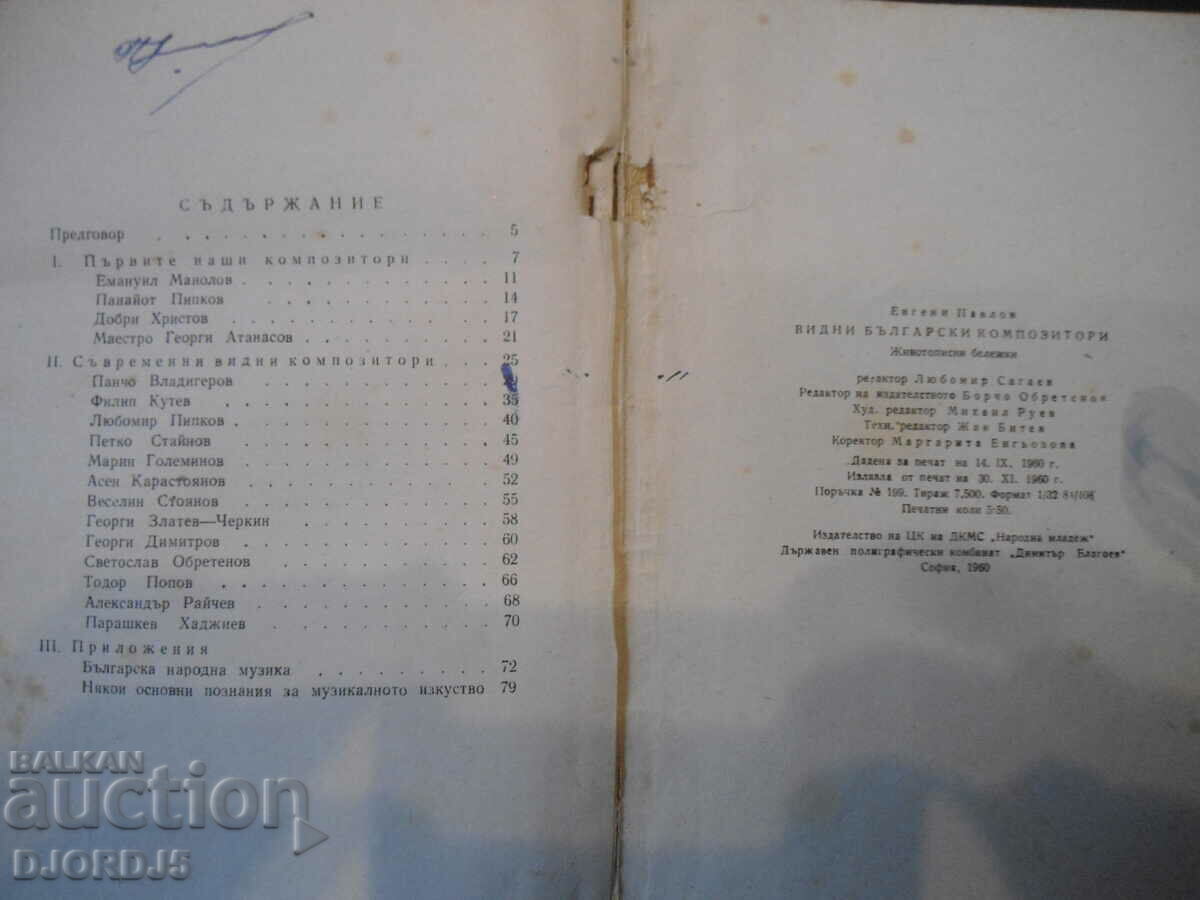 СЪДЪРЖАНИЕ
Предговор . . . . . . . . . . . . . . . 5
I. Първите наши композитори . . . . 7
Емануил Манолов . . . . . . . . . . . 11
Панайот Пипков . . . . . . . . . . . 14
Добри Христов . . . . . . . . . . . . 17
Маестро Георги Атанасов . . . . . . . . 21
II. Съвременни видни композитори . . . 25
Панчо Владигеров . . . . . . . . . .
Филип Кутев . . . . . . . . . . . . 35
Любомир Пипков . . . . . . . . . . . 40
Петко Стайнов . . . . . . . . . . . 45
Марин Големинов . . . . . . . . . . 49
Асен Карастоянов . . . . . . . . . . 52
Веселин Стоянов . . . . . . . . . . 55
Георги Златев—Черкин . . . . . . . . 58
Георги Димитров . . . . . . . . . . 60
Светослав Обретенов . . . . . . . . . 62
Тодор Попов . . . . . . . . . . . . 66
Александър Райчев . . . . . . . . . . 68
Парашкев Хаджиев . . . . . . . . . . 70
III. Приложения
Българска народна музика . . . . . . . 72
Някои основни познания за музикалното изкуство 79
Евгени Павлов
ВИДНИ БЪЛГАРСКИ КОМПОЗИТОРИ
Животописни бележки
редактор Любомир Сагаев
Редактор на издателството Борчо Обретенов
Худ. редактор Михаил Руев
Техн. редактор Жак Битев
Коректор Маргарита
Дадена за печат на 14. IX. 1960 г.
Излязла от печат на 30. XI. 1960 г.
Поръчка № 199. Тираж 7,500. Формат 1/32 84/108
Печатни коли 5·50.
Издателство на ЦК на ДКМС „Народна младеж"
Държавен полиграфически комбинат „Димитър Благоев"
София, 1960
BALKAN
auction
DJORDJ5